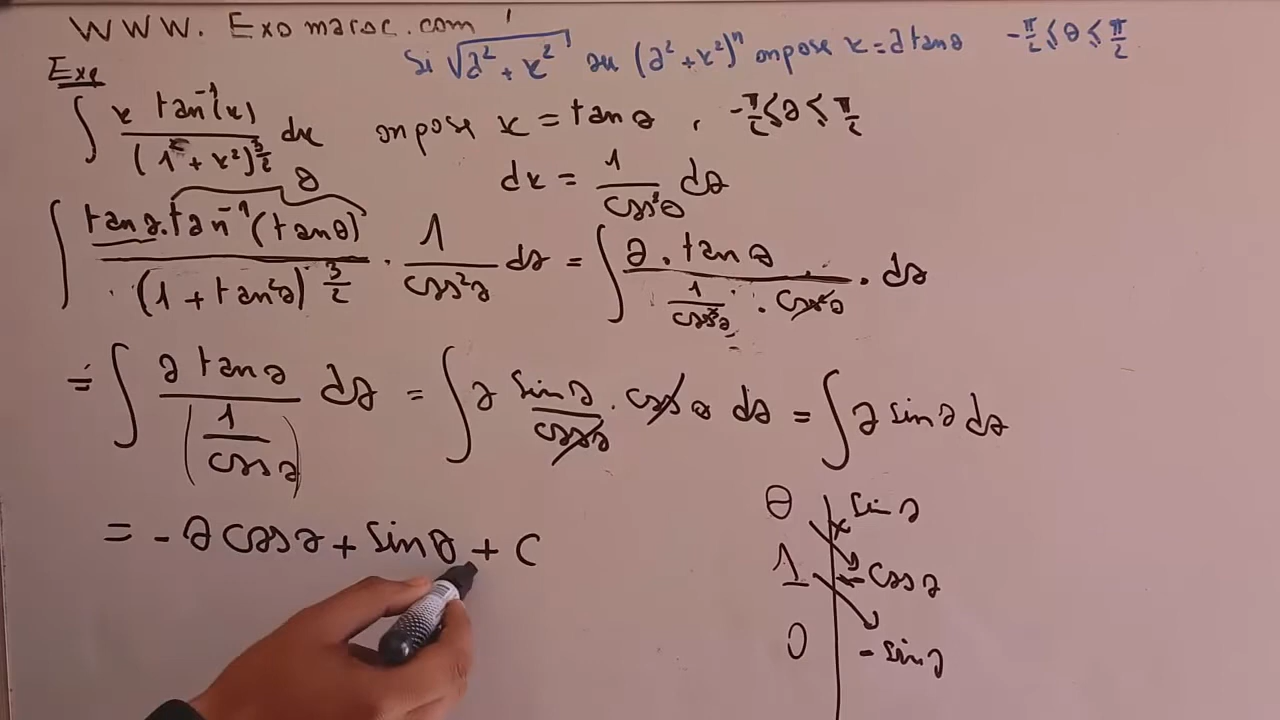 WWW. Exomaroc.com
Si √(a² + x²) ou (a² + x²)ⁿ on pose x = a tan θ   -π/2 ≤ θ ≤ π/2
Exe
∫ x tan⁻¹(x) / (1² + x²)^(3/2) dx   on pose x = tan θ , -π/2 ≤ θ ≤ π/2
θ   dx = 1/cos²θ dθ
∫ tan θ . tan⁻¹(tan θ) / (1 + tan²θ)^(3/2) . 1/cos²θ dθ = ∫ θ . tan θ / (1/cos³θ . cos²θ) . dθ
= ∫ θ tan θ / (1/cos θ) dθ = ∫ θ sin θ/cos θ . cos θ dθ = ∫ θ sin θ dθ
= - θ cos θ + sin θ + C
θ   + sin θ
1   - -cos θ
0   - sin θ